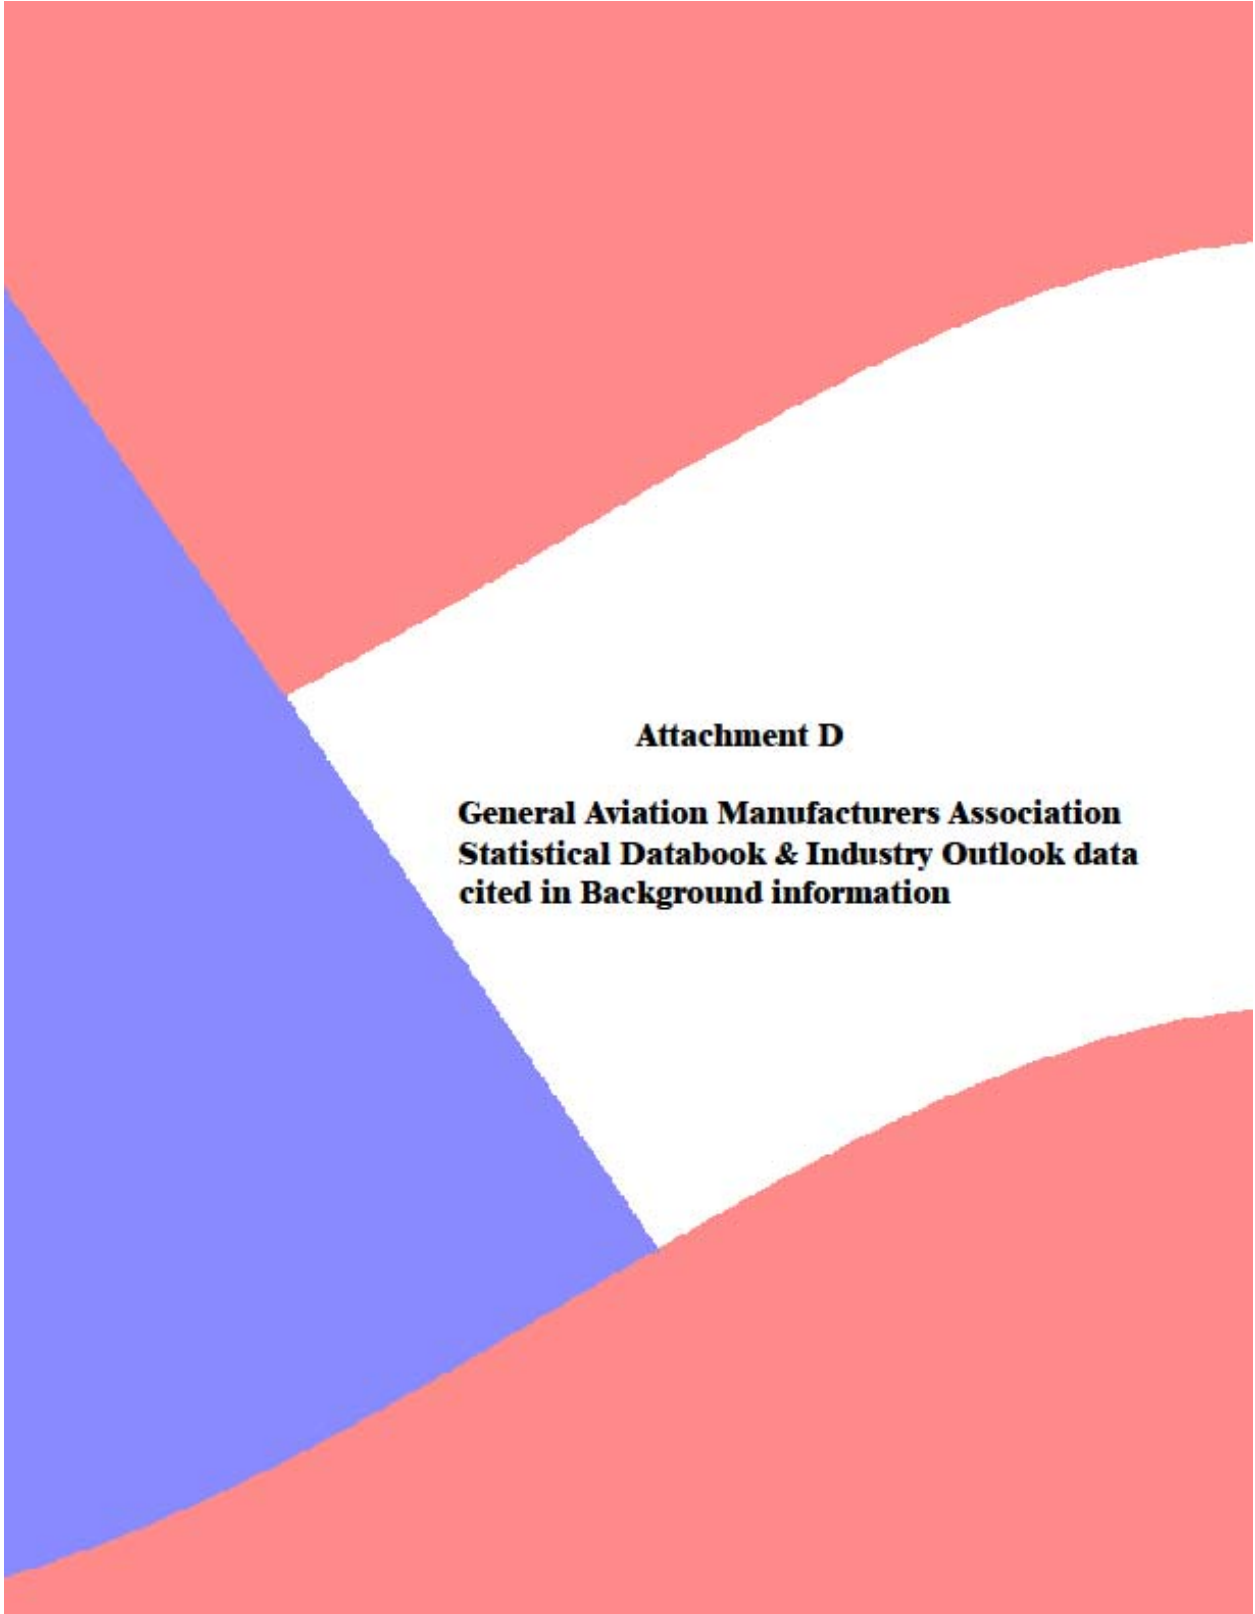 Attachment D
General Aviation Manufacturers Association
Statistical Databook & Industry Outlook data
cited in Background information